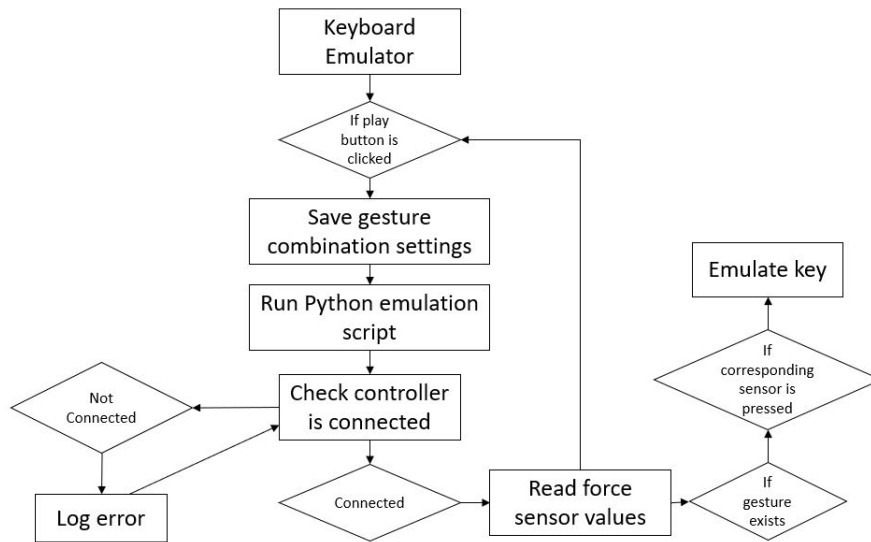 Keyboard
Emulator
If play
button is
clicked
Save gesture
combination settings
Run Python emulation
script
Check controller
is connected
Not
Connected
Log error
Connected
Read force
sensor values
If
gesture
exists
If
corresponding
sensor is
pressed
Emulate key